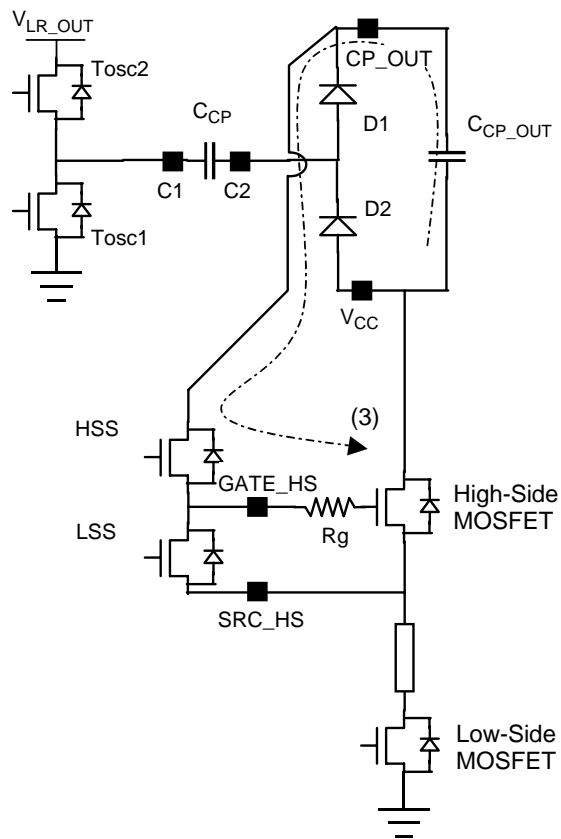 V_LR_OUT
Tosc2
CP_OUT
C_CP
D1
C_CP_OUT
C1
C2
D2
Tosc1
V_CC
(3)
HSS
GATE_HS
High-Side
MOSFET
LSS
Rg
SRC_HS
Low-Side
MOSFET